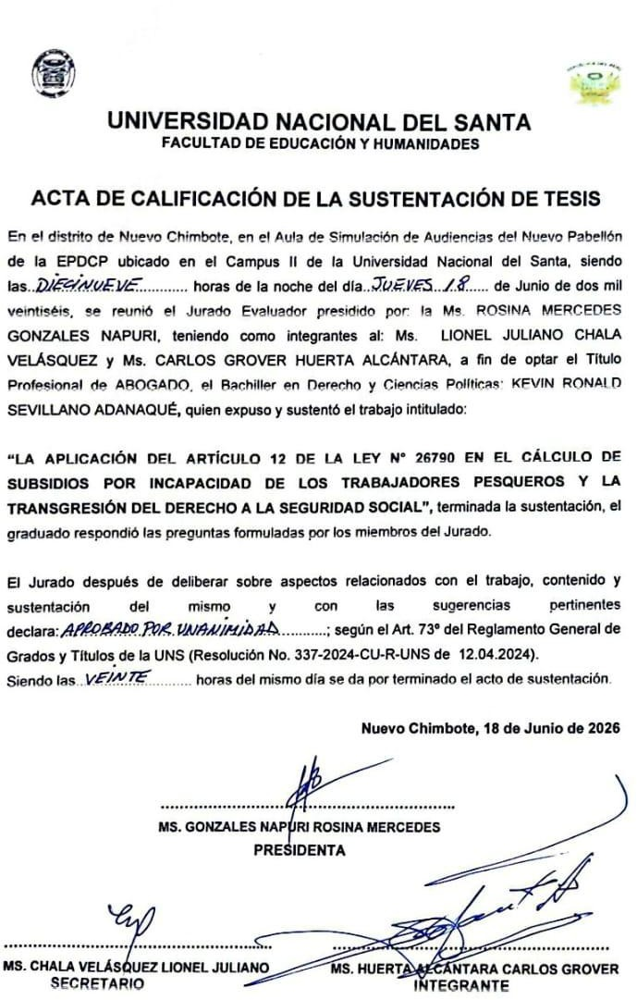 UNIVERSIDAD NACIONAL DEL SANTA
FACULTAD DE EDUCACIÓN Y HUMANIDADES
ACTA DE CALIFICACIÓN DE LA SUSTENTACIÓN DE TESIS
En el distrito de Nuevo Chimbote, en el Aula de Simulación de Audiencias del Nuevo Pabellón
de la EPDCP ubicado en el Campus II de la Universidad Nacional del Santa, siendo
las..DIECINUEVE............ horas de la noche del día..JUEVES..18..... de Junio de dos mil
veintiséis, se reunió el Jurado Evaluador presidido por: la Ms. ROSINA MERCEDES
GONZALES NAPURI, teniendo como integrantes al: Ms. LIONEL JULIANO CHALA
VELÁSQUEZ y Ms. CARLOS GROVER HUERTA ALCÁNTARA, a fin de optar el Título
Profesional de ABOGADO, el Bachiller en Derecho y Ciencias Políticas: KEVIN RONALD
SEVILLANO ADANAQUÉ, quien expuso y sustentó el trabajo intitulado:
“LA APLICACIÓN DEL ARTÍCULO 12 DE LA LEY N° 26790 EN EL CÁLCULO DE
SUBSIDIOS POR INCAPACIDAD DE LOS TRABAJADORES PESQUEROS Y LA
TRANSGRESIÓN DEL DERECHO A LA SEGURIDAD SOCIAL”, terminada la sustentación, el
graduado respondió las preguntas formuladas por los miembros del Jurado.
El Jurado después de deliberar sobre aspectos relacionados con el trabajo, contenido y
sustentación del mismo y con las sugerencias pertinentes
declara: APROBADO POR UNANIMIDAD...........; según el Art. 73° del Reglamento General de
Grados y Títulos de la UNS (Resolución No. 337-2024-CU-R-UNS de 12.04.2024).
Siendo las..VEINTE........... horas del mismo día se da por terminado el acto de sustentación.
Nuevo Chimbote, 18 de Junio de 2026
MS. GONZALES NAPURI ROSINA MERCEDES
PRESIDENTA
MS. CHALA VELÁSQUEZ LIONEL JULIANO
SECRETARIO
MS. HUERTA ALCÁNTARA CARLOS GROVER
INTEGRANTE